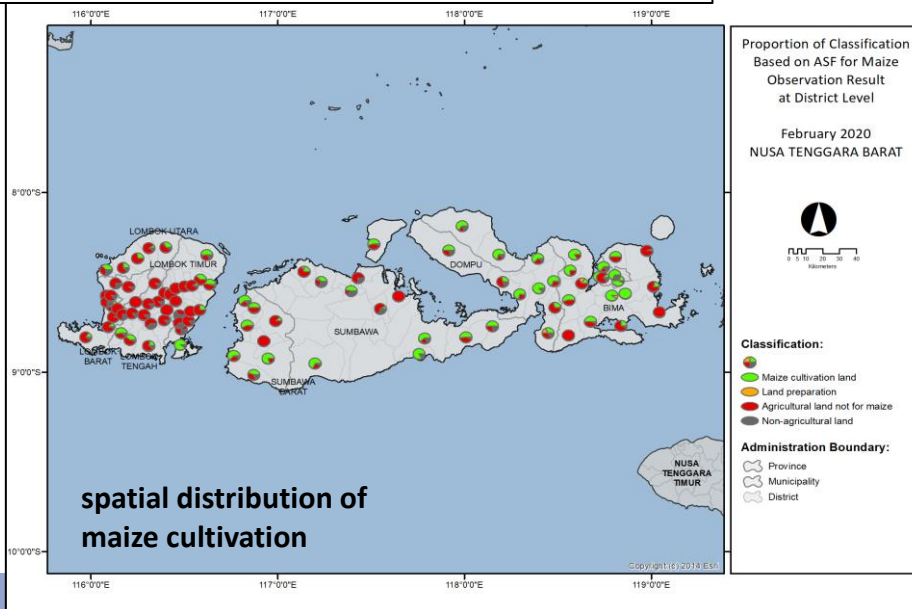 116°0'0"E 117°0'0"E 118°0'0"E 119°0'0"E
8°0'0"S
9°0'0"S
10°0'0"S
LOMBOK UTARA
LOMBOK TIMUR
LOMBOK
BARAT
LOMBOK
TENGAH
SUMBAWA
SUMBAWA
BARAT
DOMPU
BIMA
NUSA
TENGGARA
TIMUR
spatial distribution of
maize cultivation
Copyright:(c) 2014 Esri
116°0'0"E 117°0'0"E 118°0'0"E 119°0'0"E
Proportion of Classification
Based on ASF for Maize
Observation Result
at District Level
February 2020
NUSA TENGGARA BARAT
0 5 10 20 30 40
Kilometers
Classification:
Maize cultivation land
Land preparation
Agricultural land not for maize
Non-agricultural land
Administration Boundary:
Province
Municipality
District